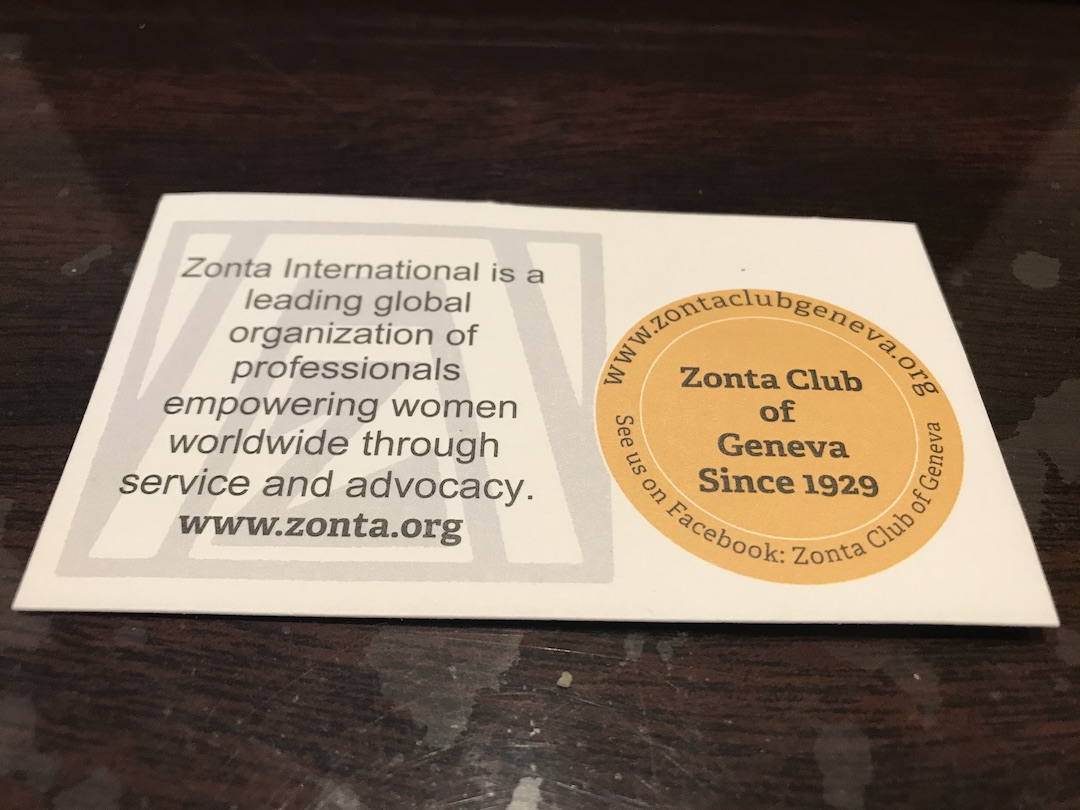 Zonta International is a
leading global
organization of
professionals
empowering women
worldwide through
service and advocacy.
www.zonta.org
www.zontaclubgeneva.org
Zonta Club
of
Geneva
Since 1929
See us on Facebook: Zonta Club of Geneva